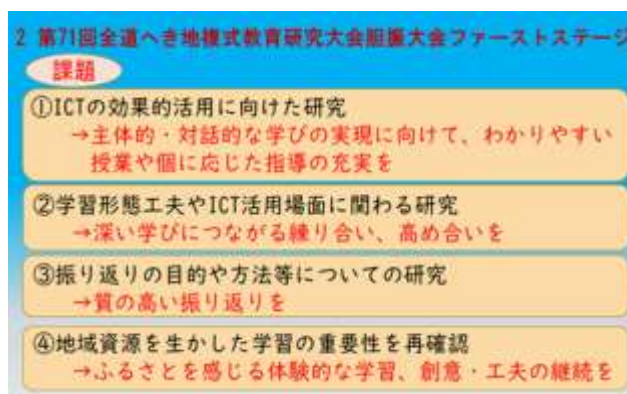 2 第71回全道へき地複式教育研究大会胆振大会ファーストステージ
課題
①ICTの効果的活用に向けた研究
→主体的・対話的な学びの実現に向けて、わかりやすい
授業や個に応じた指導の充実を
②学習形態工夫やICT活用場面に関わる研究
→深い学びにつながる練り合い、高め合いを
③振り返りの目的や方法等についての研究
→質の高い振り返りを
④地域資源を生かした学習の重要性を再確認
→ふるさとを感じる体験的な学習、創意・工夫の継続を